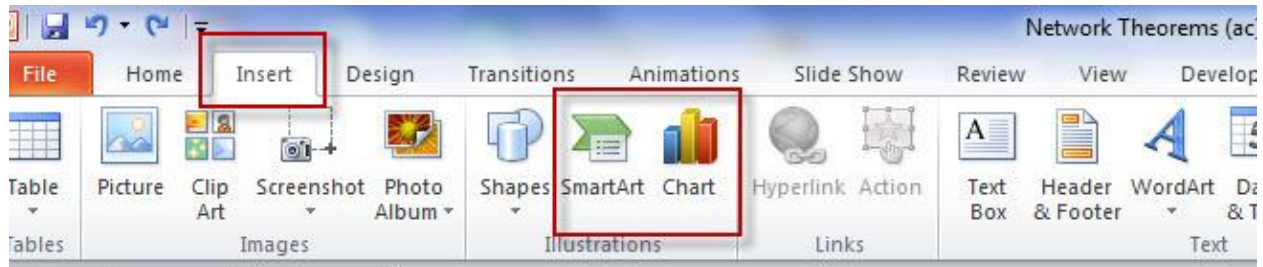 Network Theorems (ac)
File Home Insert Design Transitions Animations Slide Show Review View Develop
Table Picture Clip Art Screenshot Photo Album Shapes SmartArt Chart Hyperlink Action Text Box Header & Footer WordArt
Tables Images Illustrations Links Text